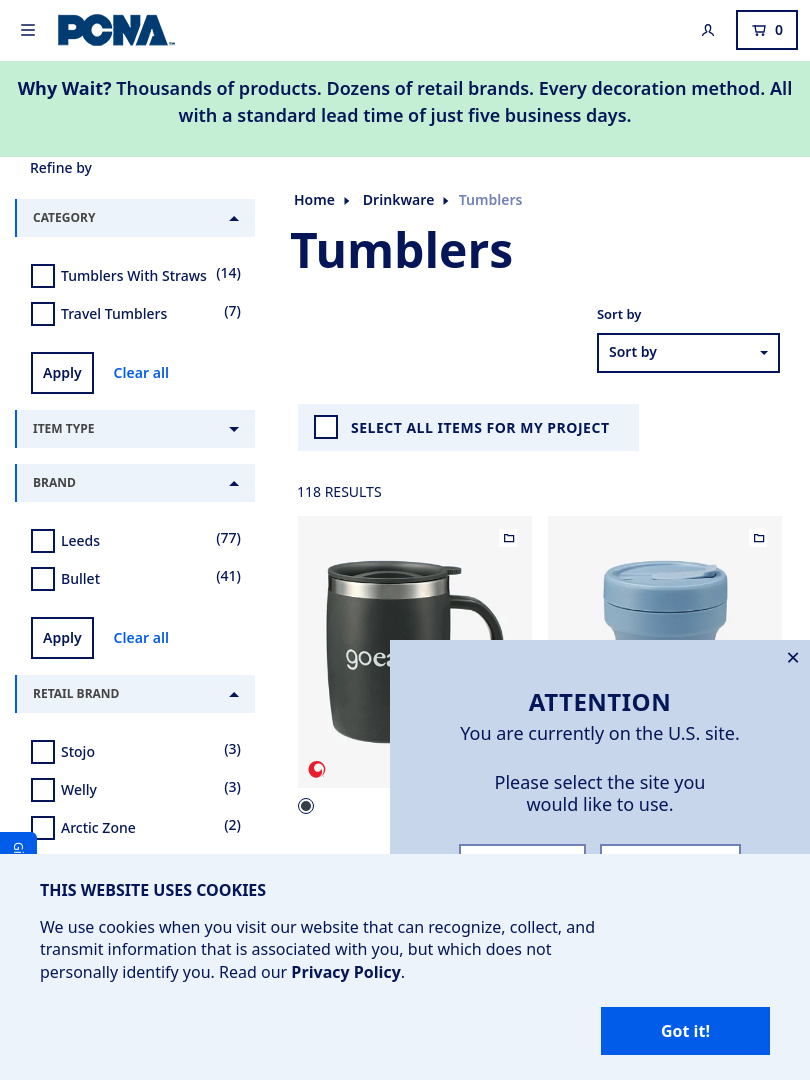 PCNA
0
Why Wait? Thousands of products. Dozens of retail brands. Every decoration method. All
with a standard lead time of just five business days.
Refine by
CATEGORY
Tumblers With Straws (14)
Travel Tumblers (7)
Apply Clear all
ITEM TYPE
BRAND
Leeds (77)
Bullet (41)
Apply Clear all
RETAIL BRAND
Stojo (3)
Welly (3)
Arctic Zone (2)
Home Drinkware Tumblers
Tumblers
Sort by
Sort by
SELECT ALL ITEMS FOR MY PROJECT
118 RESULTS
ATTENTION
You are currently on the U.S. site.
Please select the site you
would like to use.
THIS WEBSITE USES COOKIES
We use cookies when you visit our website that can recognize, collect, and
transmit information that is associated with you, but which does not
personally identify you. Read our Privacy Policy.
Got it!